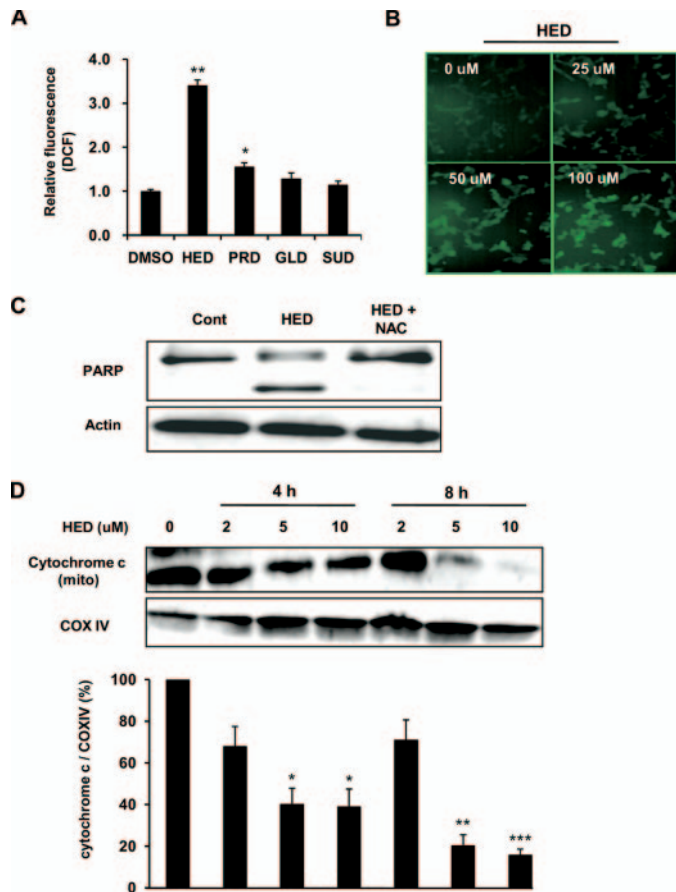 A
Relative fluorescence
(DCF)
4.0
3.0
2.0
1.0
0.0
**
*
DMSO HED PRD GLD SUD
B
HED
0 uM 25 uM
50 uM 100 uM
C
Cont HED HED +
NAC
PARP
Actin
D
4 h 8 h
HED (uM) 0 2 5 10 2 5 10
Cytochrome c
(mito)
COX IV
cytochrome c / COXIV (%)
100
80
60
40
20
0
* * ** ***